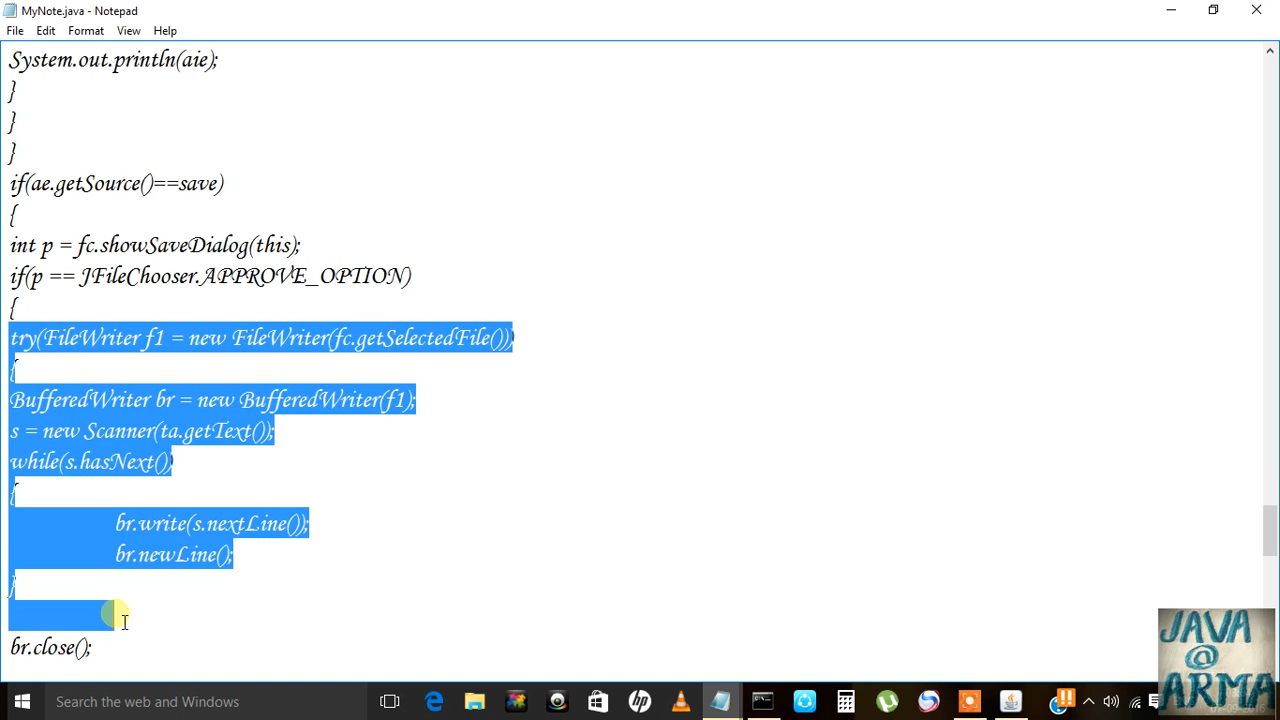 MyNote.java - Notepad
File Edit Format View Help
System.out.println(aie);
}
}
}
if(ae.getSource()==save)
{
int p = fc.showSaveDialog(this);
if(p == JFileChooser.APPROVE_OPTION)
{
try(FileWriter f1 = new FileWriter(fc.getSelectedFile()))
{
BufferedWriter br = new BufferedWriter(f1);
s = new Scanner(ta.getText());
while(s.hasNext())
{
br.write(s.nextLine());
br.newLine();
}
br.close();
JAVA
@
ARMA
Search the web and Windows